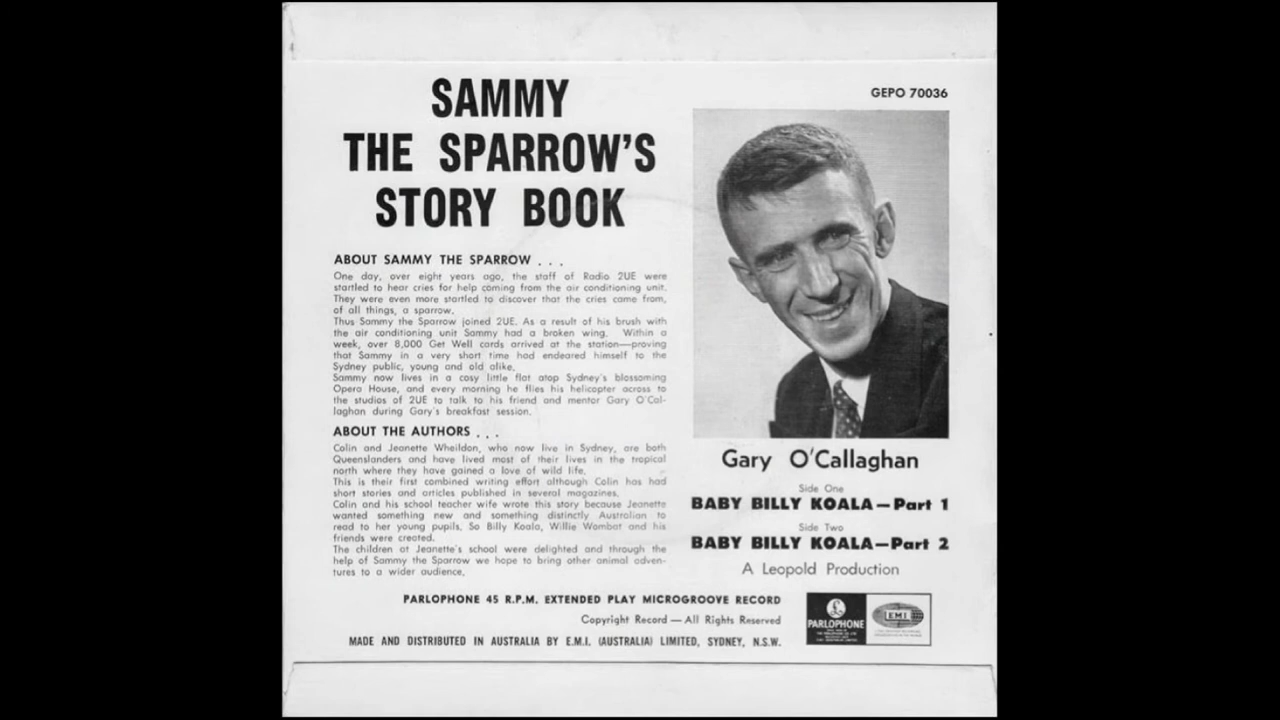 SAMMY
THE SPARROW'S
STORY BOOK
ABOUT SAMMY THE SPARROW . . .
One day, over eight years ago, the staff of Radio 2UE were
startled to hear cries for help coming from the air conditioning unit.
They were even more startled to discover that the cries came from,
of all things, a sparrow.
Thus Sammy the Sparrow joined 2UE. As a result of his brush with
the air conditioning unit Sammy had a broken wing. Within a
week, over 8,000 Get Well cards arrived at the station—proving
that Sammy in a very short time had endeared himself to the
Sydney public, young and old alike.
Sammy now lives in a cosy little flat atop Sydney's blossoming
Opera House, and every morning he flies his helicopter across to
the studios of 2UE to talk to his friend and mentor Gary O'Cal-
laghan during Gary's breakfast session.
ABOUT THE AUTHORS . . .
Colin and Jeanette Wheildon, who now live in Sydney, are both
Queenslanders and have lived most of their lives in the tropical
north where they have gained a love of wild life.
This is their first combined writing effort although Colin has had
short stories and articles published in several magazines.
Colin and his school teacher wife wrote this story because Jeanette
wanted something new and something distinctly Australian to
read to her young pupils. So Billy Koala, Willie Wombat and his
friends were created.
The children at Jeanette's school were delighted and through the
help of Sammy the Sparrow we hope to bring other animal adven-
tures to a wider audience.
GEPO 70036
Gary O'Callaghan
Side One
BABY BILLY KOALA—Part 1
Side Two
BABY BILLY KOALA—Part 2
A Leopold Production
PARLOPHONE 45 R.P.M. EXTENDED PLAY MICROGROOVE RECORD
Copyright Record — All Rights Reserved
MADE AND DISTRIBUTED IN AUSTRALIA BY E.M.I. (AUSTRALIA) LIMITED, SYDNEY, N.S.W.
PARLOPHONE
EMI